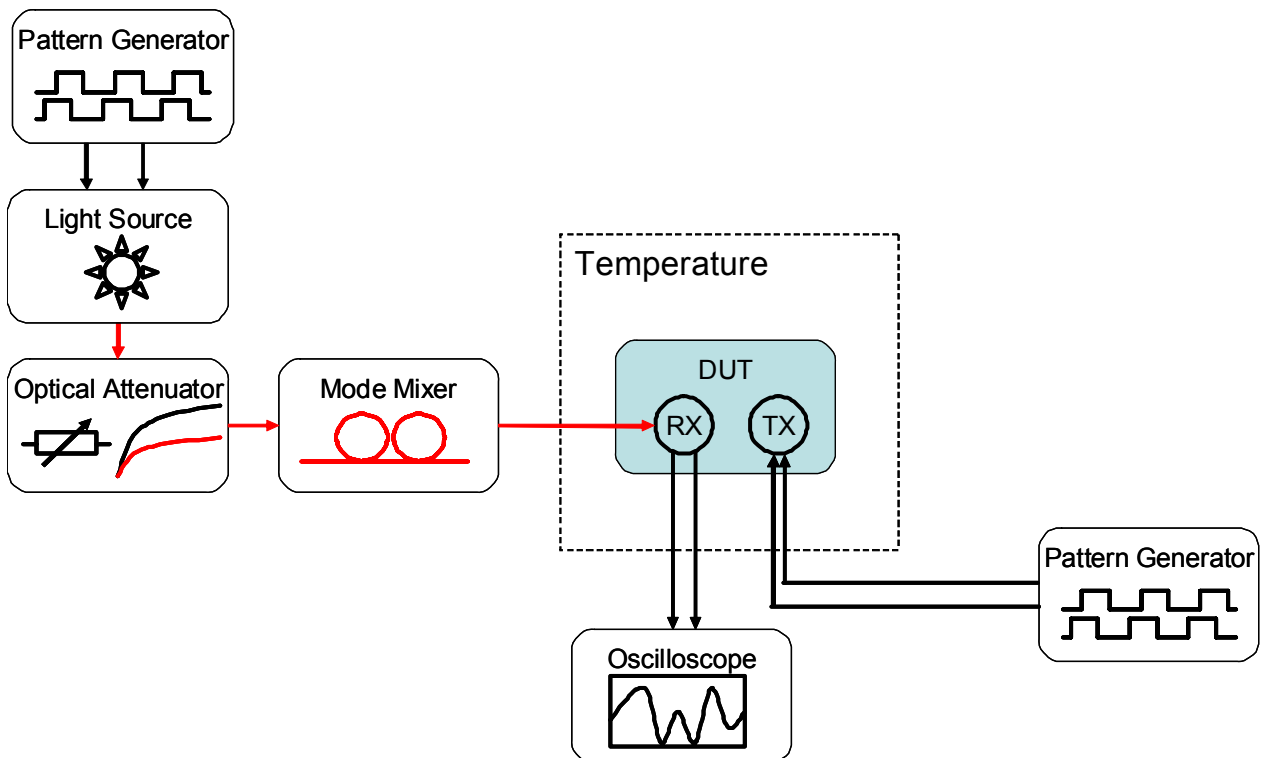 Pattern Generator
Light Source
Temperature
Optical Attenuator
Mode Mixer
DUT
RX
TX
Pattern Generator
Oscilloscope